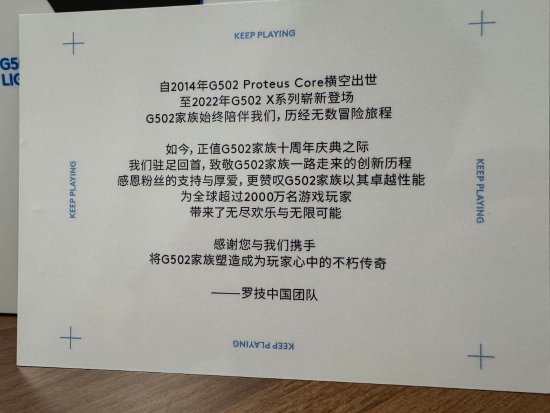 KEEP PLAYING
自2014年G502 Proteus Core横空出世
至2022年G502 X系列崭新登场
G502家族始终陪伴我们，历经无数冒险旅程
如今，正值G502家族十周年庆典之际
我们驻足回首，致敬G502家族一路走来的创新历程
感恩粉丝的支持与厚爱，更赞叹G502家族以其卓越性能
为全球超过2000万名游戏玩家
带来了无尽欢乐与无限可能
感谢您与我们携手
将G502家族塑造成为玩家心中的不朽传奇
———罗技中国团队
KEEP PLAYING
KEEP PLAYING
KEEP PLAYING